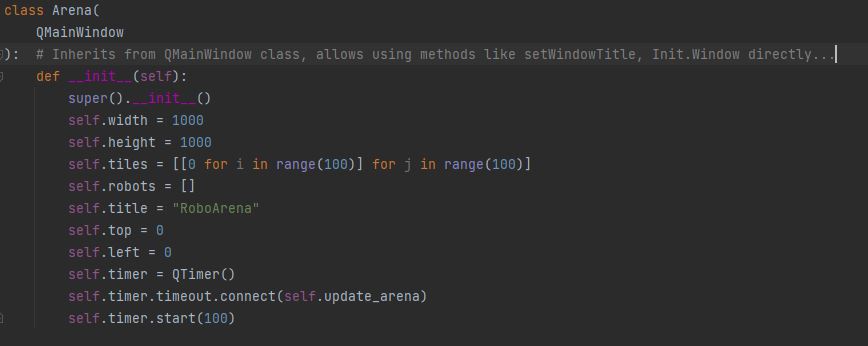 class Arena(
    QMainWindow
):  # Inherits from QMainWindow class, allows using methods like setWindowTitle, Init.Window directly...
    def __init__(self):
        super().__init__()
        self.width = 1000
        self.height = 1000
        self.tiles = [[0 for i in range(100)] for j in range(100)]
        self.robots = []
        self.title = "RoboArena"
        self.top = 0
        self.left = 0
        self.timer = QTimer()
        self.timer.timeout.connect(self.update_arena)
        self.timer.start(100)